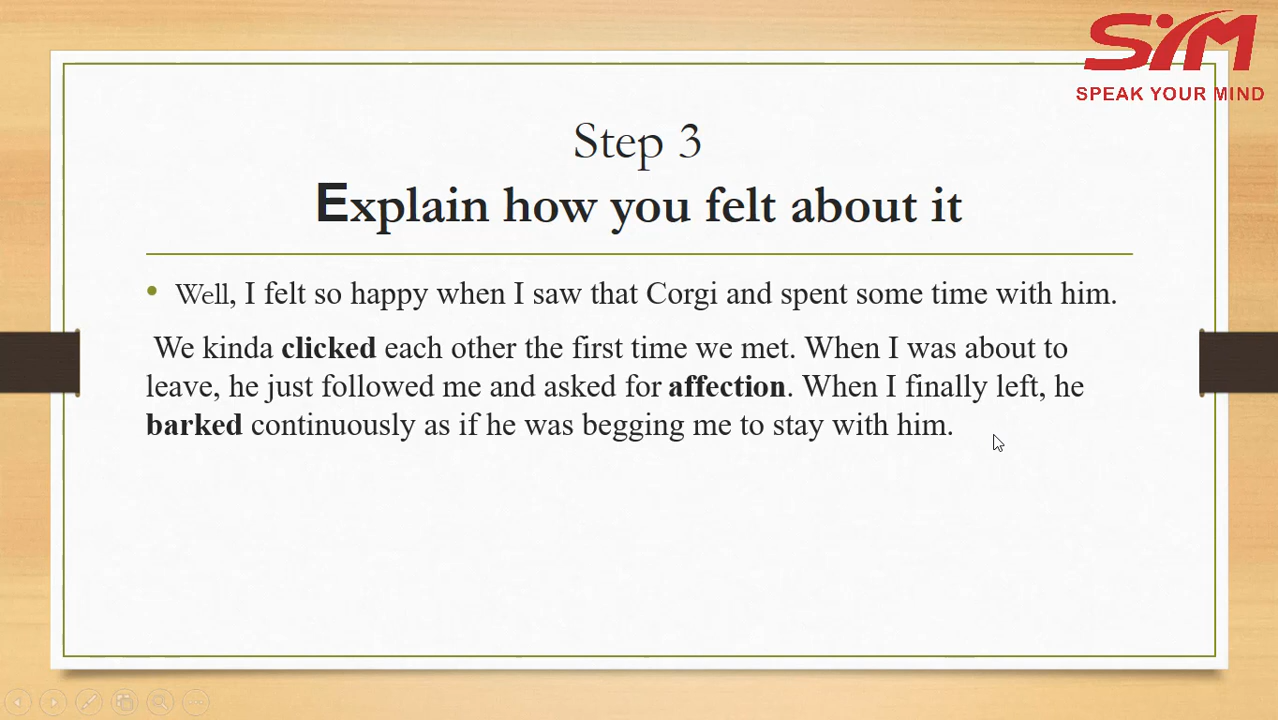 SYM
SPEAK YOUR MIND
Step 3
Explain how you felt about it
• Well, I felt so happy when I saw that Corgi and spent some time with him.
We kinda clicked each other the first time we met. When I was about to
leave, he just followed me and asked for affection. When I finally left, he
barked continuously as if he was begging me to stay with him.